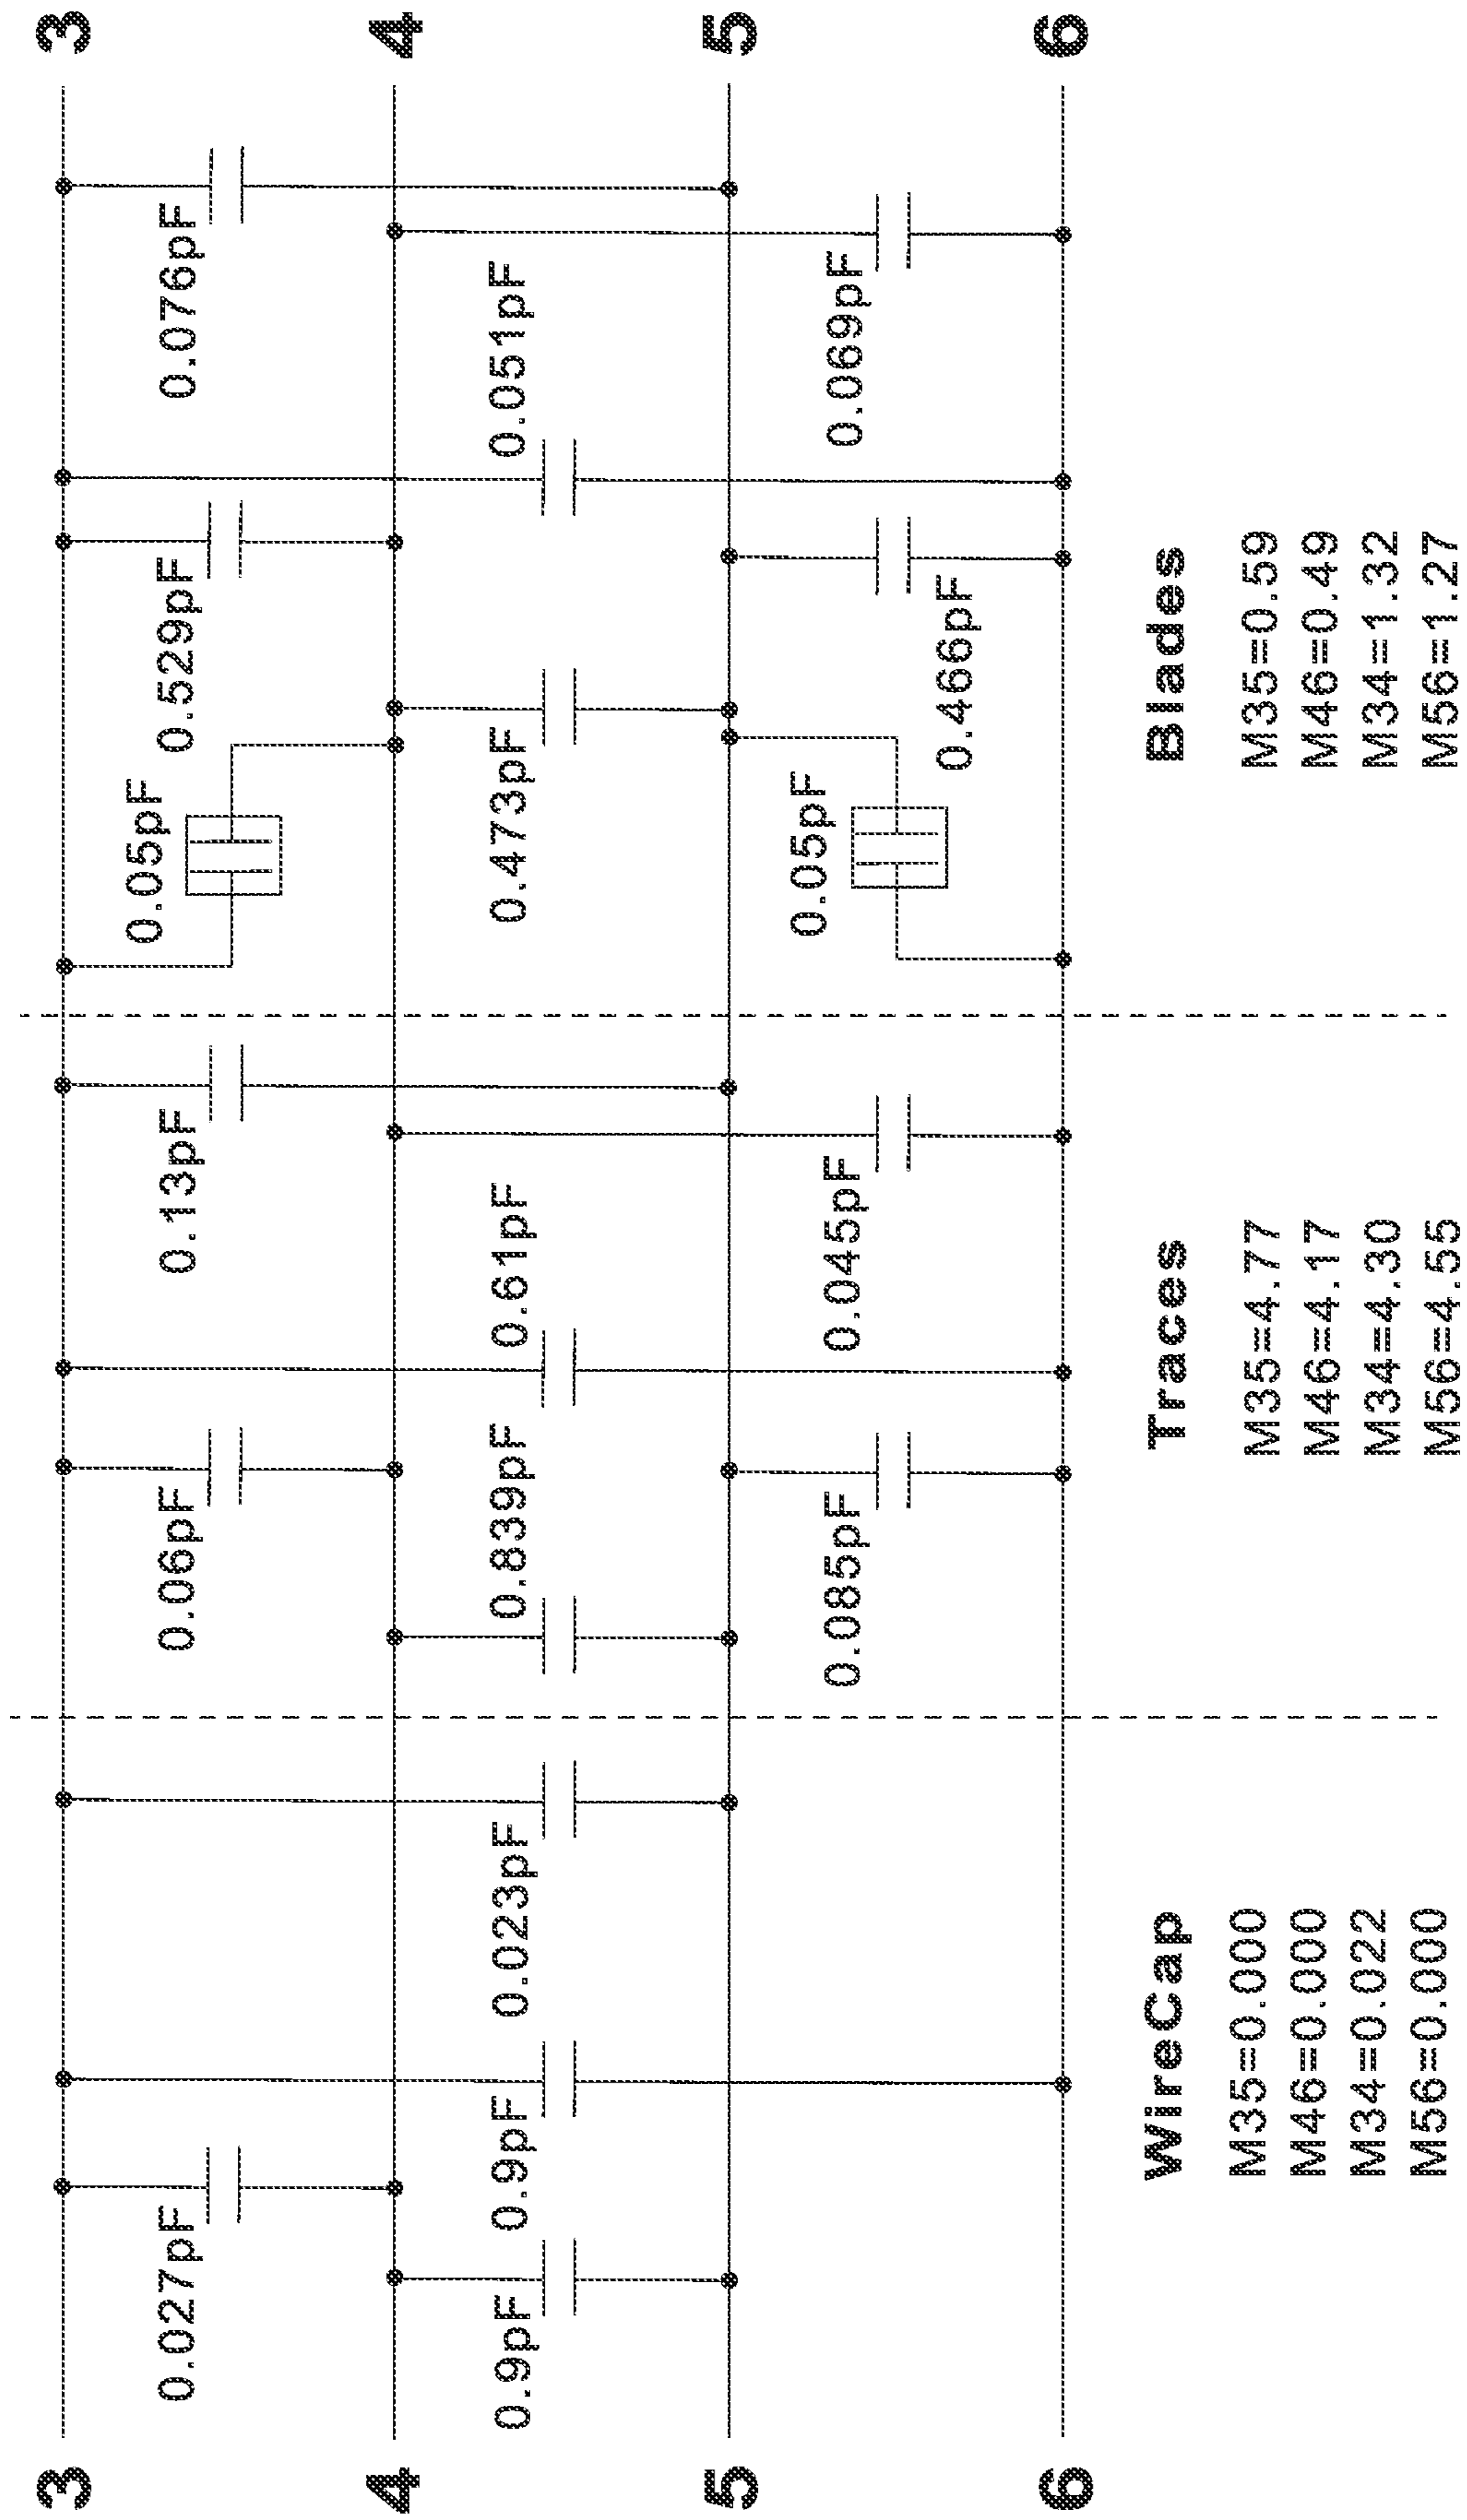 3
4
5
6
0.027pF
0.9pF
0.9pF
0.023pF
WireCap
M35=0.000
M46=0.000
M34=0.022
M56=0.000
0.06pF
0.13pF
0.839pF
0.61pF
0.085pF
0.045pF
Traces
M35=4.77
M46=4.17
M34=4.30
M56=4.55
0.05pF
0.529pF
0.076pF
0.473pF
0.051pF
0.05pF
0.466pF
0.069pF
Blades
M35=0.59
M46=0.49
M34=1.32
M56=1.27
3
4
5
6